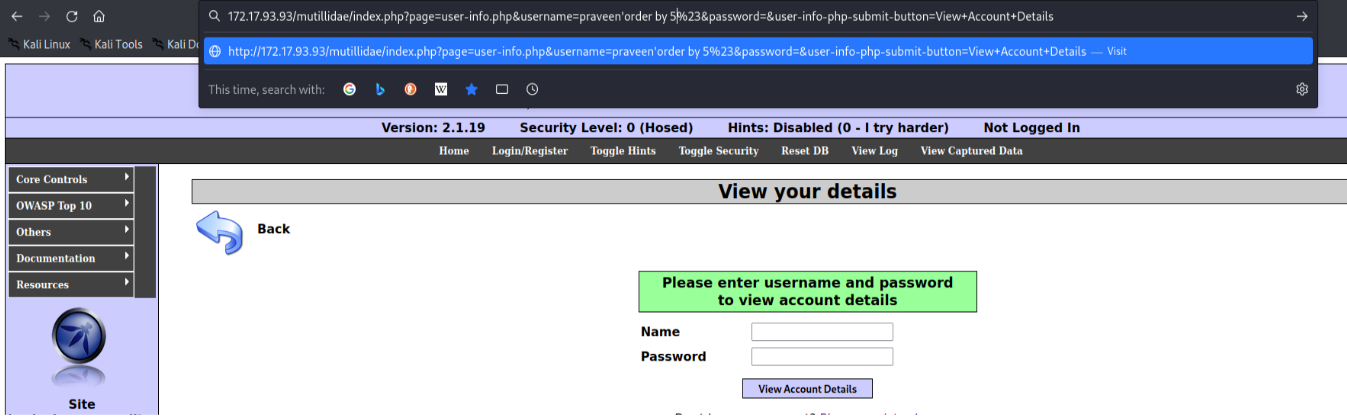 172.17.93.93/mutillidae/index.php?page=user-info.php&username=praveen'order by 5%23&password=&user-info-php-submit-button=View+Account+Details
Kali Linux Kali Tools Kali Do
http://172.17.93.93/mutillidae/index.php?page=user-info.php&username=praveen'order by 5%23&password=&user-info-php-submit-button=View+Account+Details — Visit
This time, search with:
Version: 2.1.19 Security Level: 0 (Hosed) Hints: Disabled (0 - I try harder) Not Logged In
Home Login/Register Toggle Hints Toggle Security Reset DB View Log View Captured Data
Core Controls
OWASP Top 10
Others
Documentation
Resources
Site
View your details
Back
Please enter username and password
to view account details
Name
Password
View Account Details